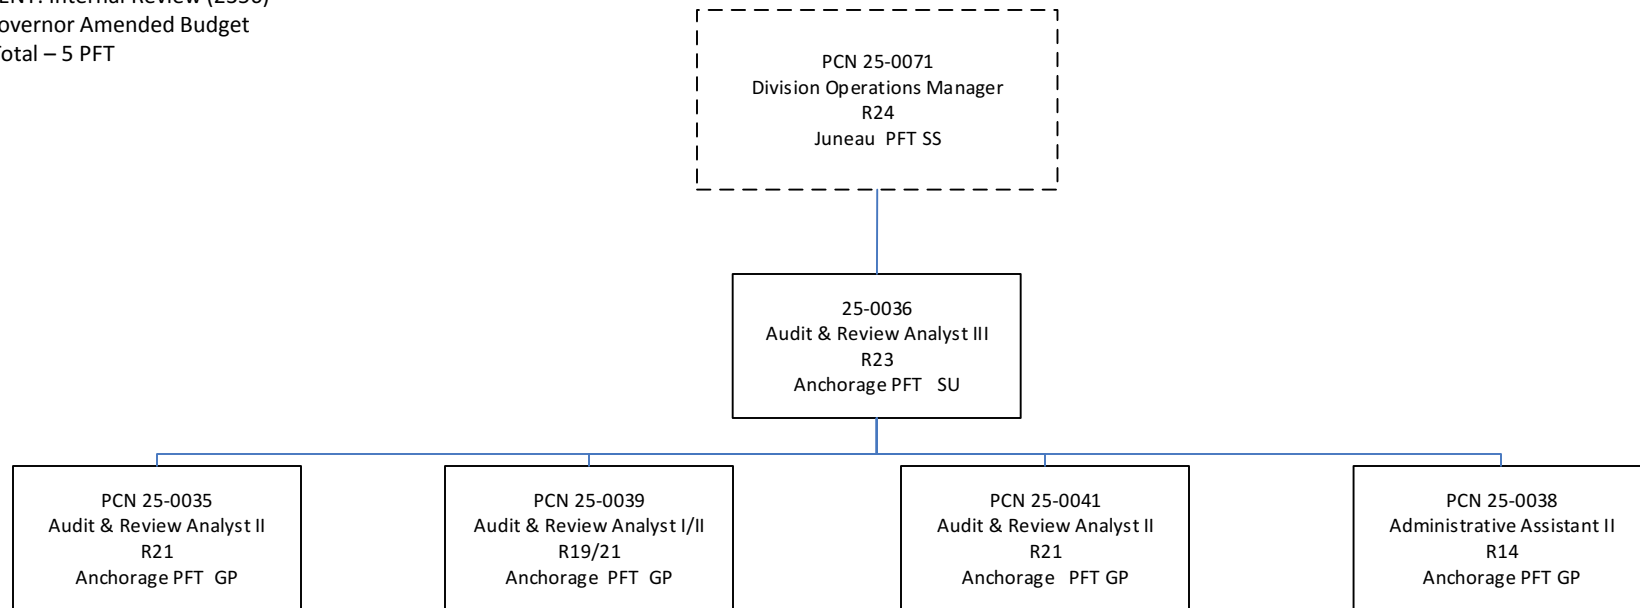 Governor Amended Budget
Total – 5 PFT
PCN 25-0071
Division Operations Manager
R24
Juneau PFT SS
25-0036
Audit & Review Analyst III
R23
Anchorage PFT SU
PCN 25-0035
Audit & Review Analyst II
R21
Anchorage PFT GP
PCN 25-0039
Audit & Review Analyst I/II
R19/21
Anchorage PFT GP
PCN 25-0041
Audit & Review Analyst II
R21
Anchorage PFT GP
PCN 25-0038
Administrative Assistant II
R14
Anchorage PFT GP